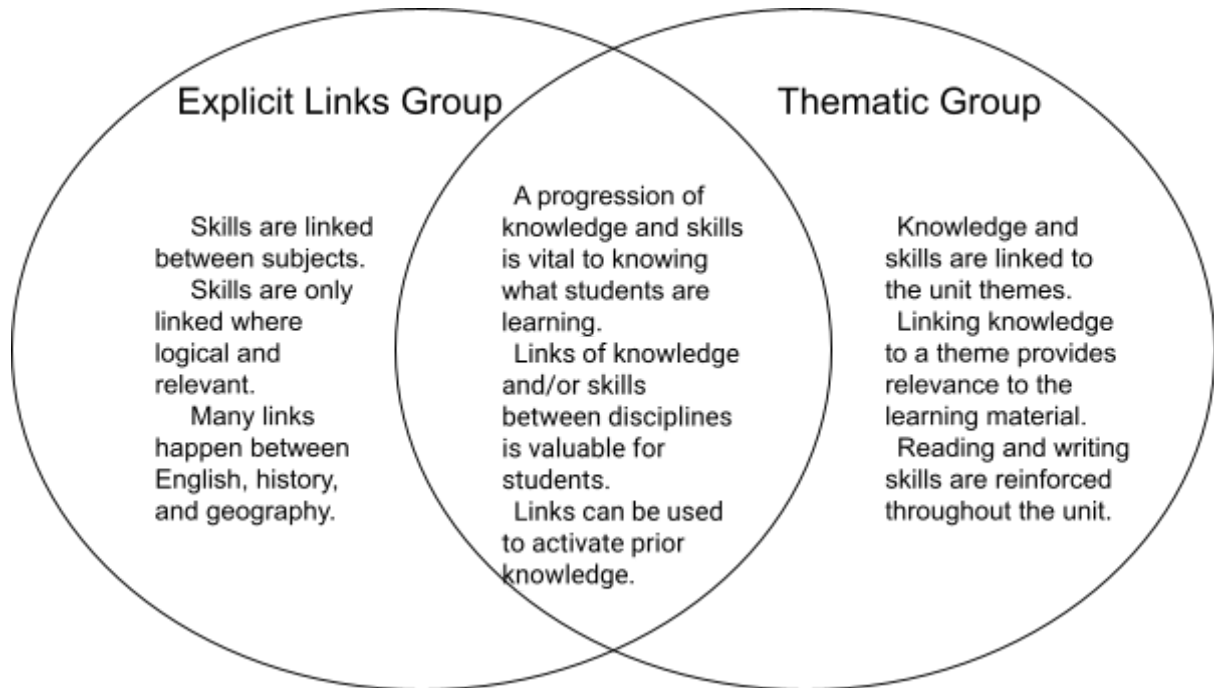 Explicit Links Group
Skills are linked
between subjects.
Skills are only
linked where
logical and
relevant.
Many links
happen between
English, history,
and geography.
A progression of
knowledge and skills
is vital to knowing
what students are
learning.
Links of knowledge
and/or skills
between disciplines
is valuable for
students.
Links can be used
to activate prior
knowledge.
Thematic Group
Knowledge and
skills are linked to
the unit themes.
Linking knowledge
to a theme provides
relevance to the
learning material.
Reading and writing
skills are reinforced
throughout the unit.